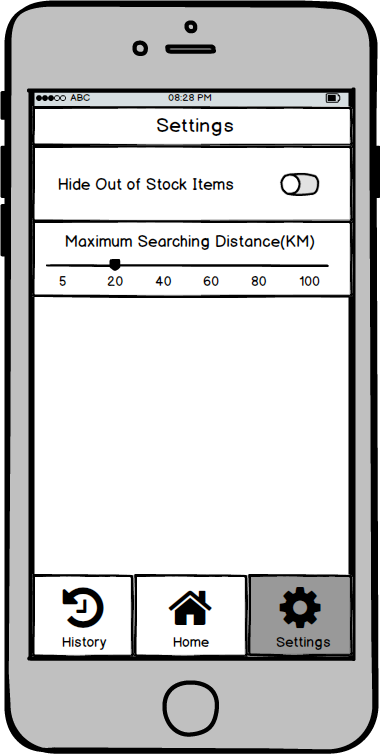 ABC 08:28 PM
Settings
Hide Out of Stock Items
Maximum Searching Distance(KM)
5 20 40 60 80 100
History Home Settings